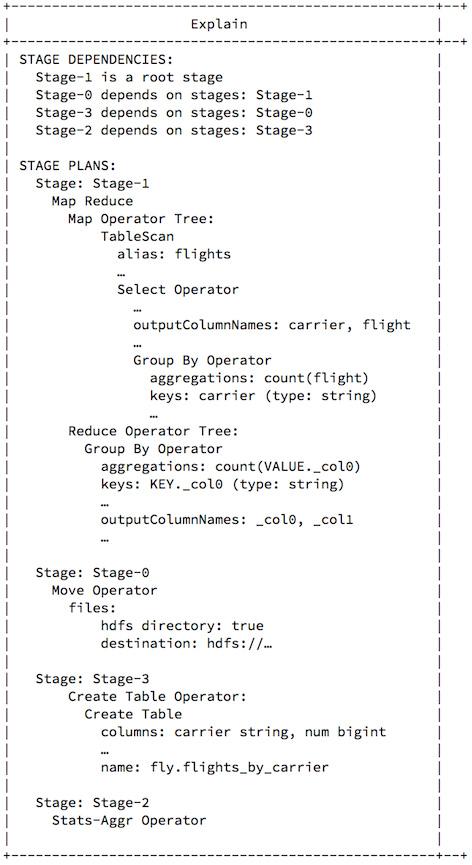 +-----------------------------------------------------+--+
|                       Explain                       |
+-----------------------------------------------------+--+
| STAGE DEPENDENCIES:                                 |
|   Stage-1 is a root stage                           |
|   Stage-0 depends on stages: Stage-1                |
|   Stage-3 depends on stages: Stage-0                |
|   Stage-2 depends on stages: Stage-3                |
|                                                     |
| STAGE PLANS:                                        |
|   Stage: Stage-1                                    |
|     Map Reduce                                      |
|       Map Operator Tree:                            |
|           TableScan                                 |
|             alias: flights                          |
|             …                                       |
|             Select Operator                         |
|               …                                     |
|               outputColumnNames: carrier, flight    |
|               …                                     |
|               Group By Operator                     |
|                 aggregations: count(flight)         |
|                 keys: carrier (type: string)        |
|                 …                                   |
|       Reduce Operator Tree:                         |
|         Group By Operator                           |
|           aggregations: count(VALUE._col0)          |
|           keys: KEY._col0 (type: string)            |
|           …                                         |
|           outputColumnNames: _col0, _col1           |
|           …                                         |
|                                                     |
|   Stage: Stage-0                                    |
|     Move Operator                                   |
|       files:                                        |
|           hdfs directory: true                      |
|           destination: hdfs://…                     |
|                                                     |
|   Stage: Stage-3                                    |
|       Create Table Operator:                        |
|         Create Table                                |
|           columns: carrier string, num bigint       |
|           …                                         |
|           name: fly.flights_by_carrier              |
|                                                     |
|   Stage: Stage-2                                    |
|     Stats-Aggr Operator                             |
|                                                     |
+-----------------------------------------------------+--+